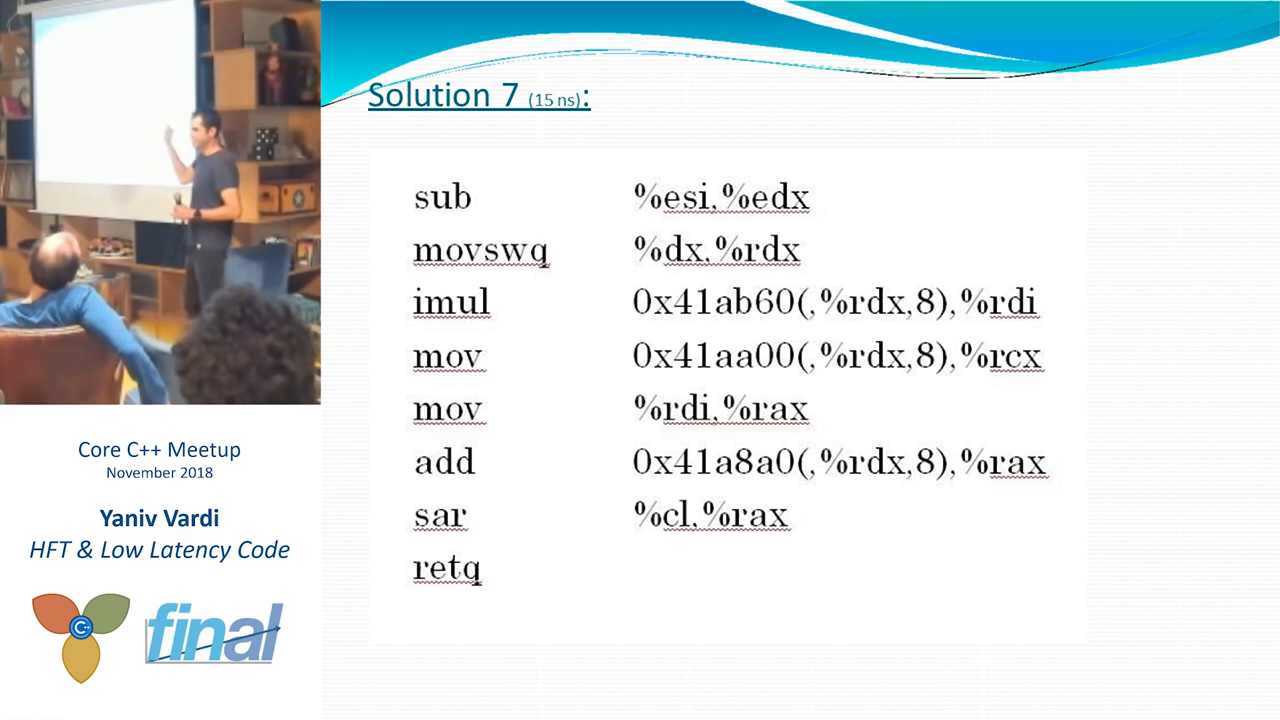 Solution 7 (15 ns):
sub %esi,%edx
movswq %dx,%rdx
imul 0x41ab60(,%rdx,8),%rdi
mov 0x41aa00(,%rdx,8),%rcx
mov %rdi,%rax
add 0x41a8a0(,%rdx,8),%rax
sar %cl,%rax
retq
Core C++ Meetup
November 2018
Yaniv Vardi
HFT & Low Latency Code
C++
final